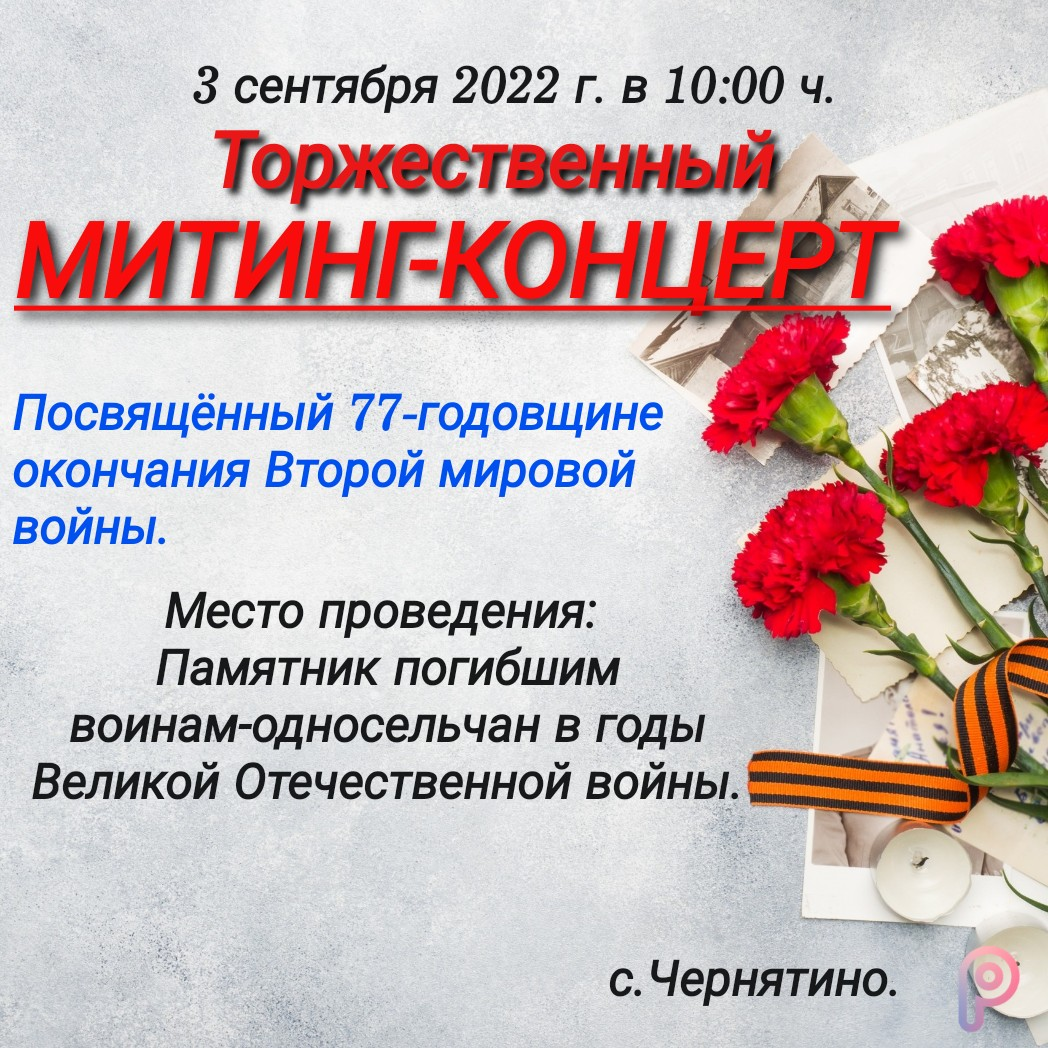 3 сентября 2022 г. в 10:00 ч.
Торжественный
МИТИНГ-КОНЦЕРТ
Посвящённый 77-годовщине
окончания Второй мировой
войны.
Место проведения:
Памятник погибшим
воинам-односельчан в годы
Великой Отечественной войны.
с.Чернятино.